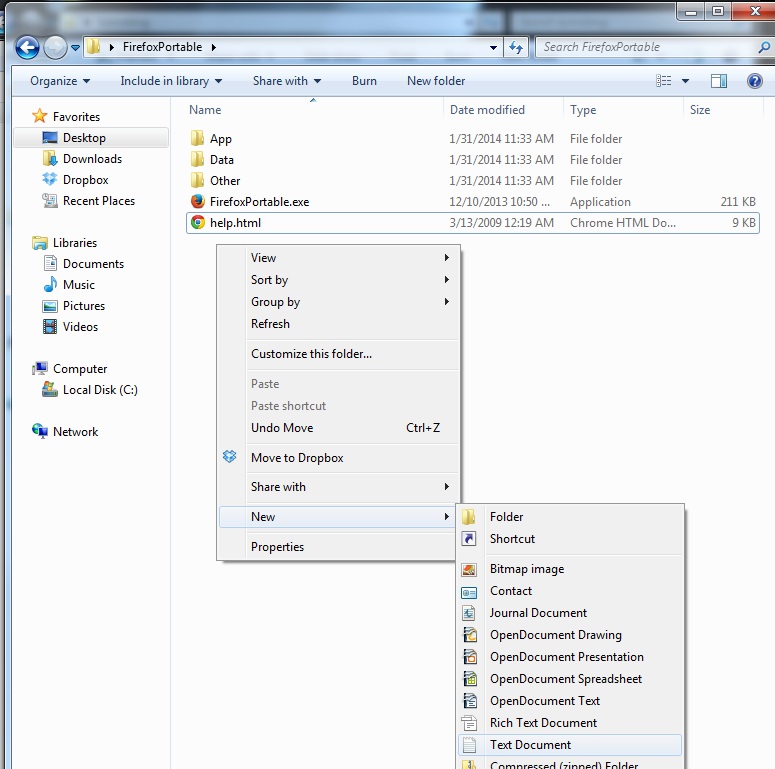 FirefoxPortable
Search FirefoxPortable
Organize Include in library Share with Burn New folder
Name Date modified Type Size
Favorites
Desktop
Downloads
Dropbox
Recent Places
Libraries
Documents
Music
Pictures
Videos
Computer
Local Disk (C:)
Network
App 1/31/2014 11:33 AM File folder
Data 1/31/2014 11:33 AM File folder
Other 1/31/2014 11:33 AM File folder
FirefoxPortable.exe 12/10/2013 10:50 ... Application 211 KB
help.html 3/13/2009 12:19 AM Chrome HTML Do... 9 KB
View
Sort by
Group by
Refresh
Customize this folder...
Paste
Paste shortcut
Undo Move Ctrl+Z
Move to Dropbox
Share with
New
Properties
Folder
Shortcut
Bitmap image
Contact
Journal Document
OpenDocument Drawing
OpenDocument Presentation
OpenDocument Spreadsheet
OpenDocument Text
Rich Text Document
Text Document
Compressed (zipped) Folder